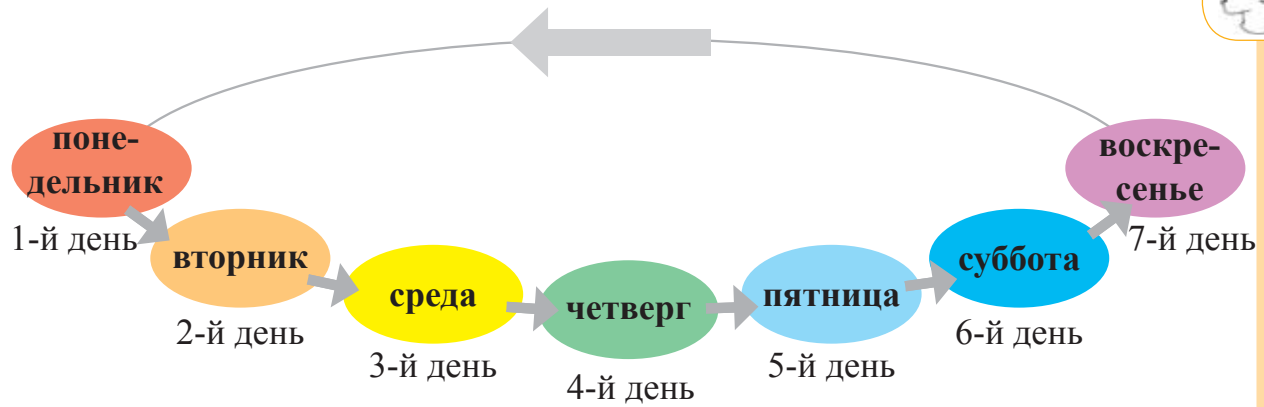 поне-
дельник
1-й день
вторник
2-й день
среда
3-й день
четверг
4-й день
пятница
5-й день
суббота
6-й день
воскре-
сенье
7-й день